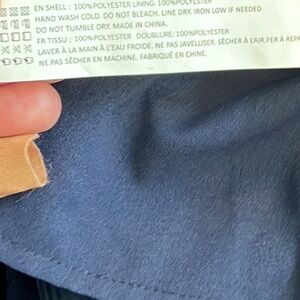 EN SHELL : 100%POLYESTER LINING: 100%POLYESTER
HAND WASH COLD. DO NOT BLEACH. LINE DRY. IRON LOW IF NEEDED
DO NOT TUMBLE DRY. MADE IN CHINA.
FR TISSU : 100%POLYESTER DOUBLURE: 100%POLYESTER
LAVER À LA MAIN À L'EAU FROIDE. NE PAS JAVELLISER. SÉCHER À L'AIR,FER À REPA
NE PAS SÉCHER EN MACHINE. FABRIQUÉ EN CHINE.